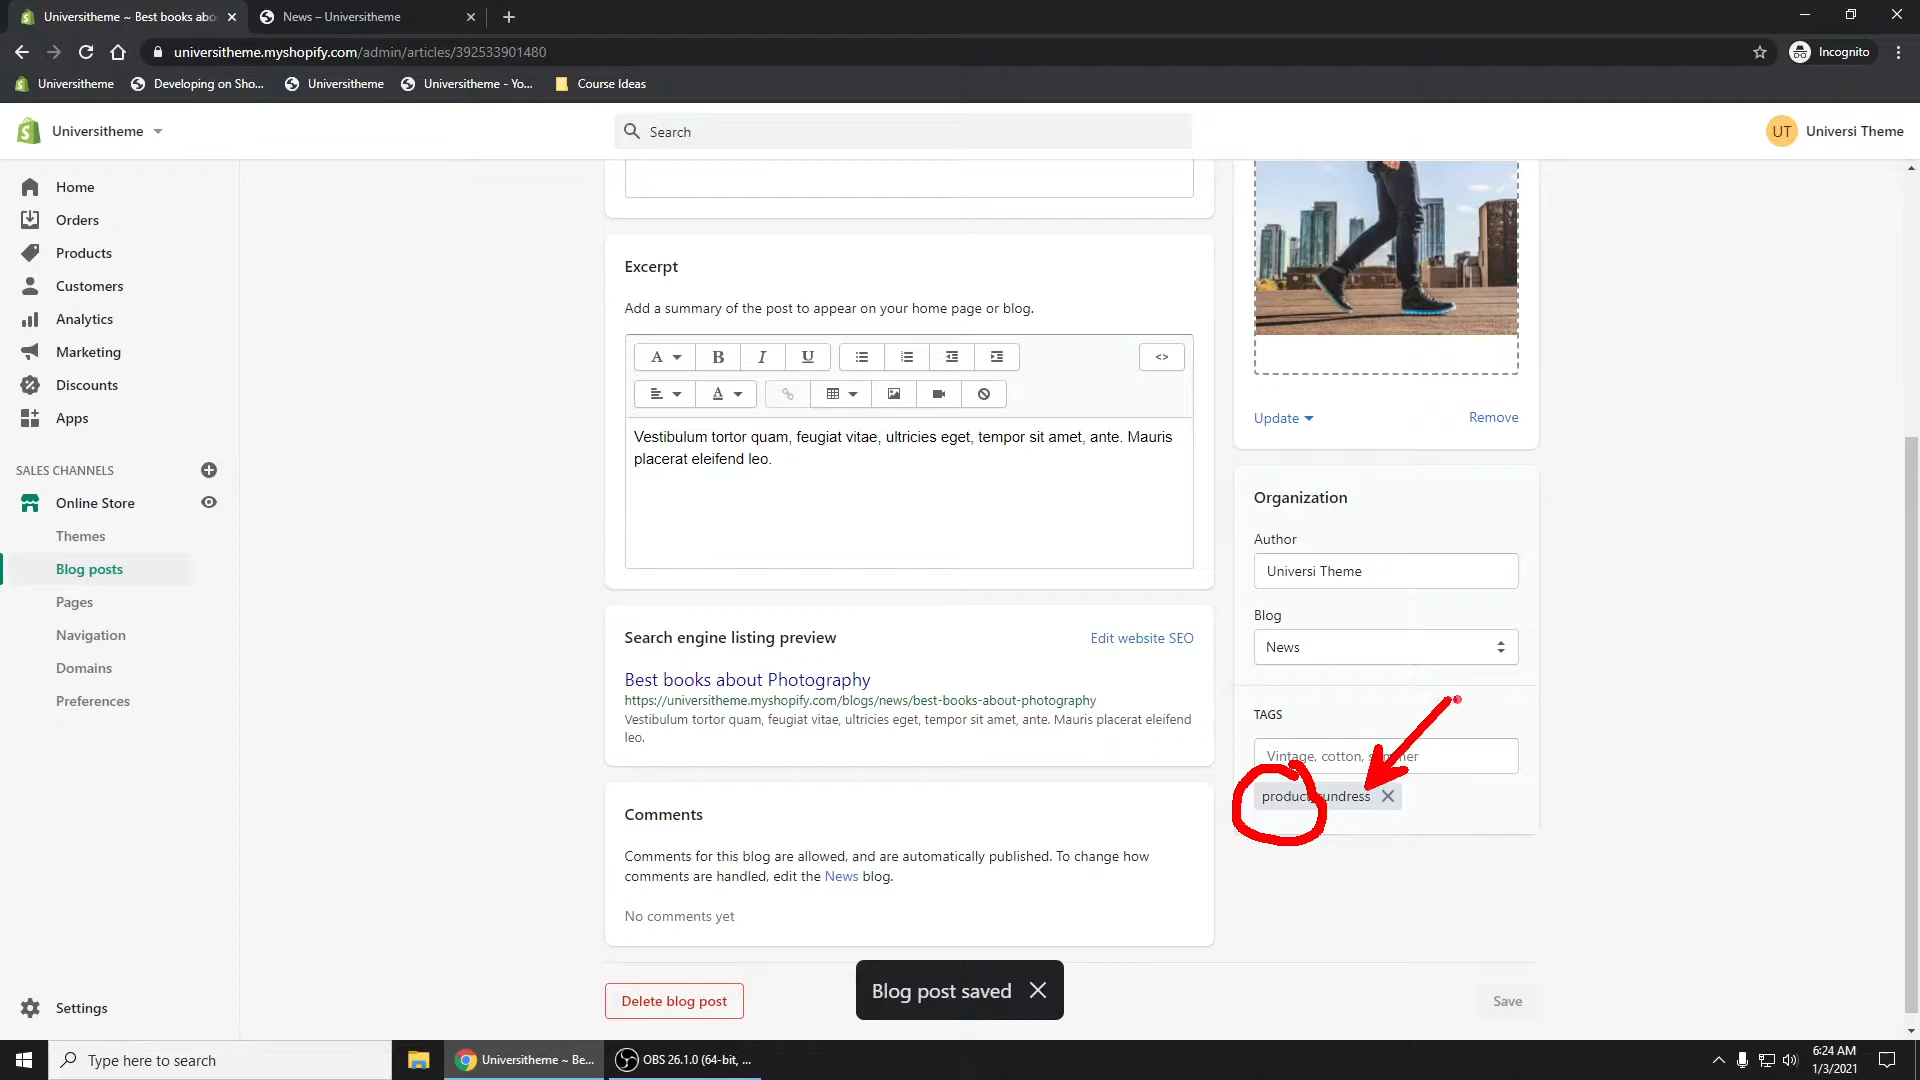 Universitheme ~ Best books abo
News – Universitheme
universitheme.myshopify.com/admin/articles/392533901480
Incognito
Universitheme
Developing on Sho...
Universitheme
Universitheme - Yo...
Course Ideas
Universitheme
Search
UT
Universi Theme
Home
Orders
Products
Customers
Analytics
Marketing
Discounts
Apps
SALES CHANNELS
Online Store
Themes
Blog posts
Pages
Navigation
Domains
Preferences
Settings
Excerpt
Add a summary of the post to appear on your home page or blog.
A B I U <>
A
Vestibulum tortor quam, feugiat vitae, ultricies eget, tempor sit amet, ante. Mauris
placerat eleifend leo.
Search engine listing preview
Edit website SEO
Best books about Photography
https://universitheme.myshopify.com/blogs/news/best-books-about-photography
Vestibulum tortor quam, feugiat vitae, ultricies eget, tempor sit amet, ante. Mauris placerat eleifend
leo.
Comments
Comments for this blog are allowed, and are automatically published. To change how
comments are handled, edit the News blog.
No comments yet
Update
Remove
Organization
Author
Universi Theme
Blog
News
TAGS
Vintage, cotton,
Delete blog post
Blog post saved
Save
Type here to search
Universitheme ~ Be...
OBS 26.1.0 (64-bit, ...
6:24 AM
1/3/2021